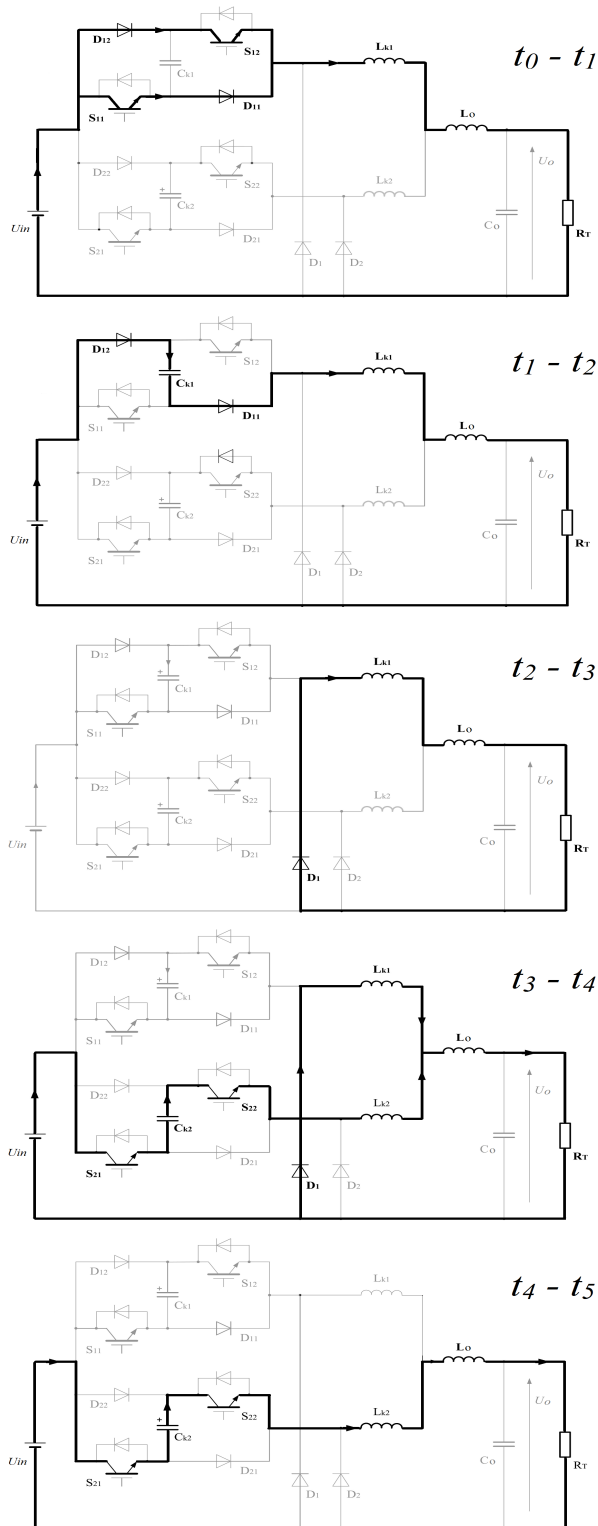 t0 - t1
D12
S12
Ck1
S11
D11
Lk1
Lo
D22
S22
Ck2
S21
D21
Lk2
D1
D2
Uin
Co
Uo
RT
t1 - t2
D12
S12
Ck1
S11
D11
Lk1
Lo
D22
S22
Ck2
S21
D21
Lk2
D1
D2
Uin
Co
Uo
RT
t2 - t3
D12
S12
Ck1
S11
D11
Lk1
Lo
D22
S22
Ck2
S21
D21
Lk2
D1
D2
Uin
Co
Uo
RT
t3 - t4
D12
S12
Ck1
S11
D11
Lk1
Lo
D22
S22
Ck2
S21
D21
Lk2
D1
D2
Uin
Co
Uo
RT
t4 - t5
D12
S12
Ck1
S11
D11
Lk1
Lo
D22
S22
Ck2
S21
D21
Lk2
D1
D2
Uin
Co
Uo
RT